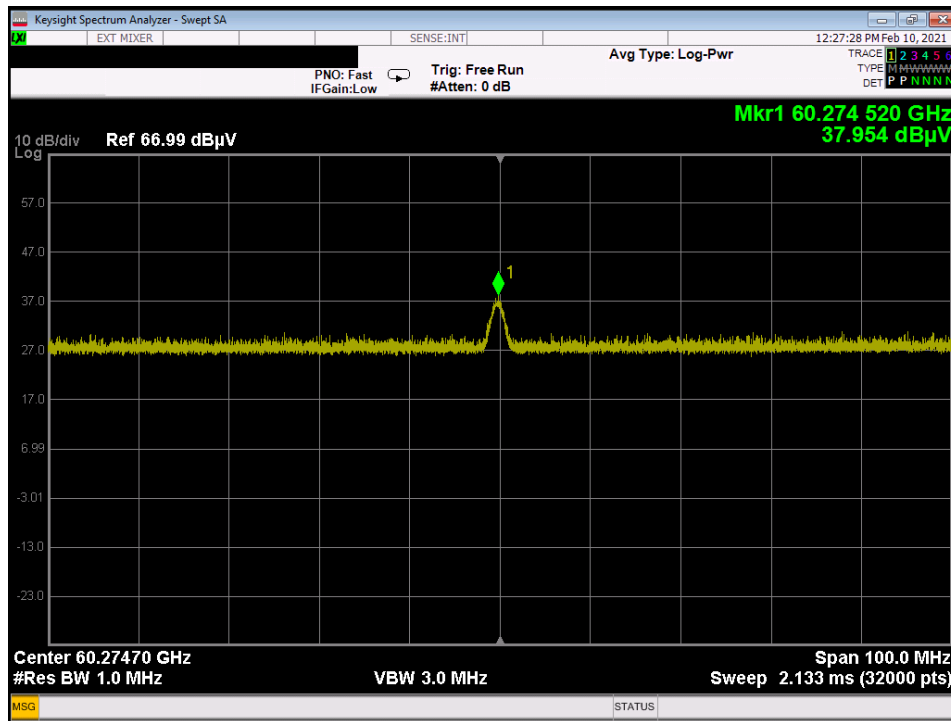 Keysight Spectrum Analyzer - Swept SA
LXI EXT MIXER SENSE:INT 12:27:28 PM Feb 10, 2021
PNO: Fast Trig: Free Run Avg Type: Log-Pwr TRACE 1 2 3 4 5 6
IFGain:Low #Atten: 0 dB TYPE M M W W W W
DET P P N N N N
Mkr1 60.274 520 GHz
37.954 dBµV
10 dB/div Ref 66.99 dBµV
Log
57.0
47.0
1
37.0
27.0
17.0
6.99
-3.01
-13.0
-23.0
Center 60.27470 GHz Span 100.0 MHz
#Res BW 1.0 MHz VBW 3.0 MHz Sweep 2.133 ms (32000 pts)
MSG STATUS